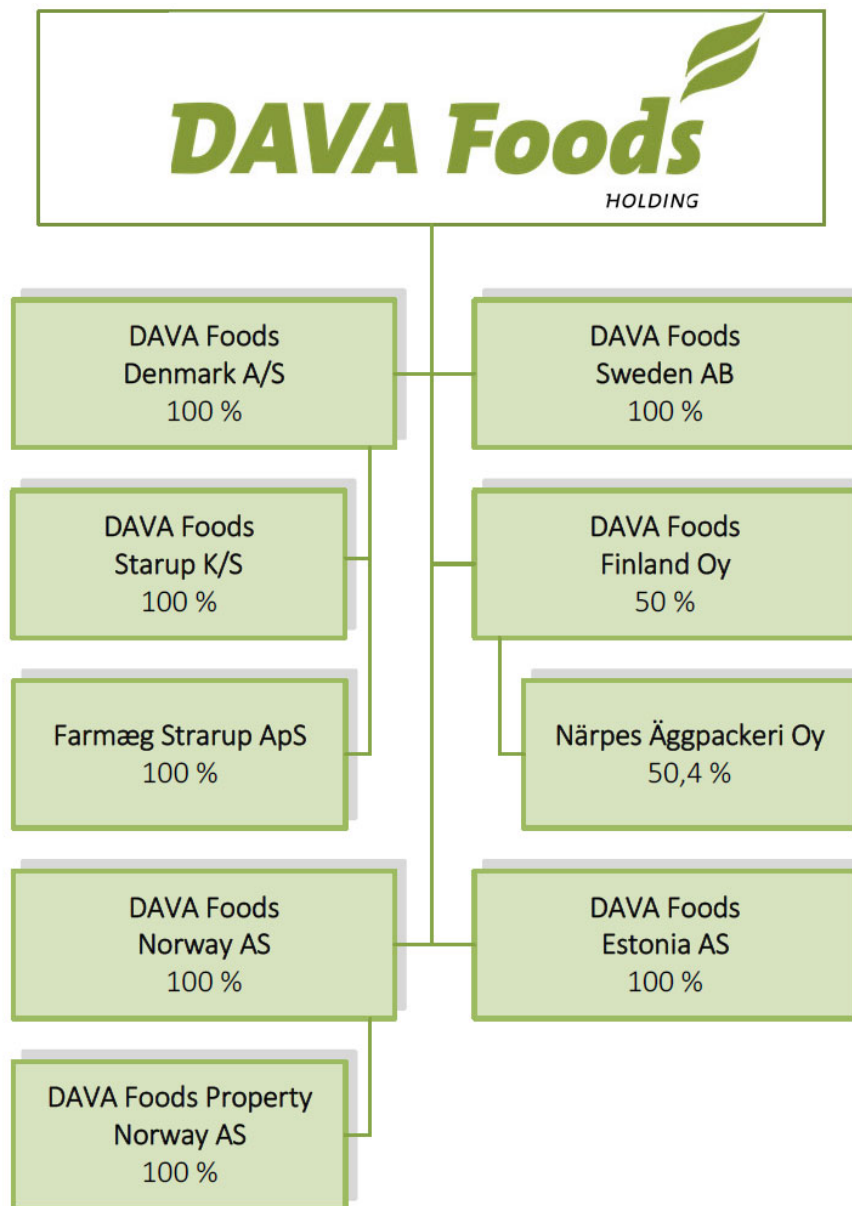 DAVA Foods
HOLDING
DAVA Foods
Denmark A/S
100 %
DAVA Foods
Sweden AB
100 %
DAVA Foods
Starup K/S
100 %
DAVA Foods
Finland Oy
50 %
Farmæg Strarup ApS
100 %
Närpes Äggpackeri Oy
50,4 %
DAVA Foods
Norway AS
100 %
DAVA Foods
Estonia AS
100 %
DAVA Foods Property
Norway AS
100 %